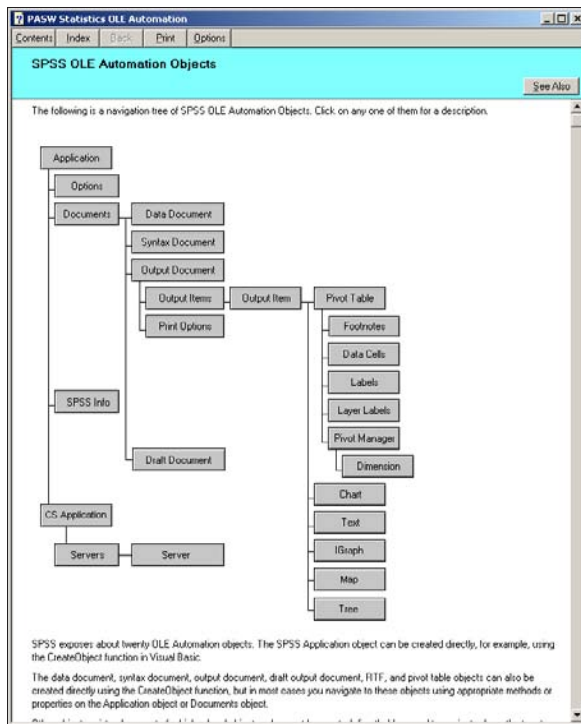 PASW Statistics OLE Automation
Contents Index Back Print Options
SPSS OLE Automation Objects
See Also
The following is a navigation tree of SPSS OLE Automation Objects. Click on any one of them for a description.
Application
Options
Documents Data Document
Syntax Document
Output Document
Output Items Output Item Pivot Table
Print Options Footnotes
Data Cells
Labels
SPSS Info Layer Labels
Pivot Manager
Draft Document Dimension
Chart
CS Application Text
Servers Server IGraph
Map
Tree
SPSS exposes about twenty OLE Automation objects. The SPSS Application object can be created directly, for example, using
the CreateObject function in Visual Basic.
The data document, syntax document, output document, draft output document, RTF, and pivot table objects can also be
created directly using the CreateObject function, but in most cases you navigate to these objects using appropriate methods or
properties on the Application object or Documents object.